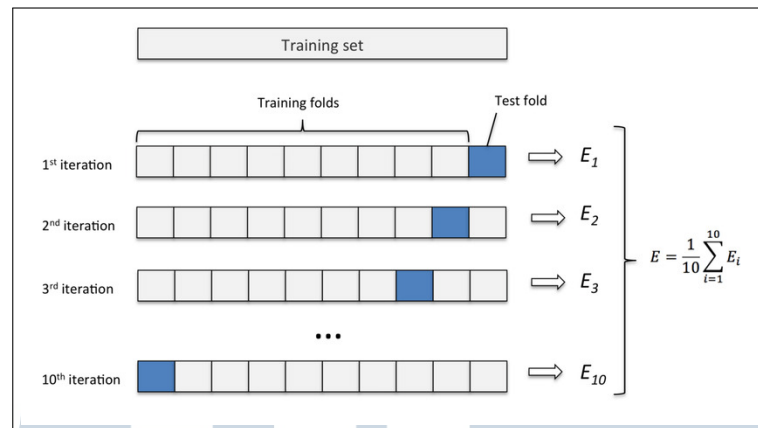 Training set
Training folds
Test fold
1st iteration
E1
2nd iteration
E2
E = 1/10 ∑ i=1 10 Ei
3rd iteration
E3
...
10th iteration
E10